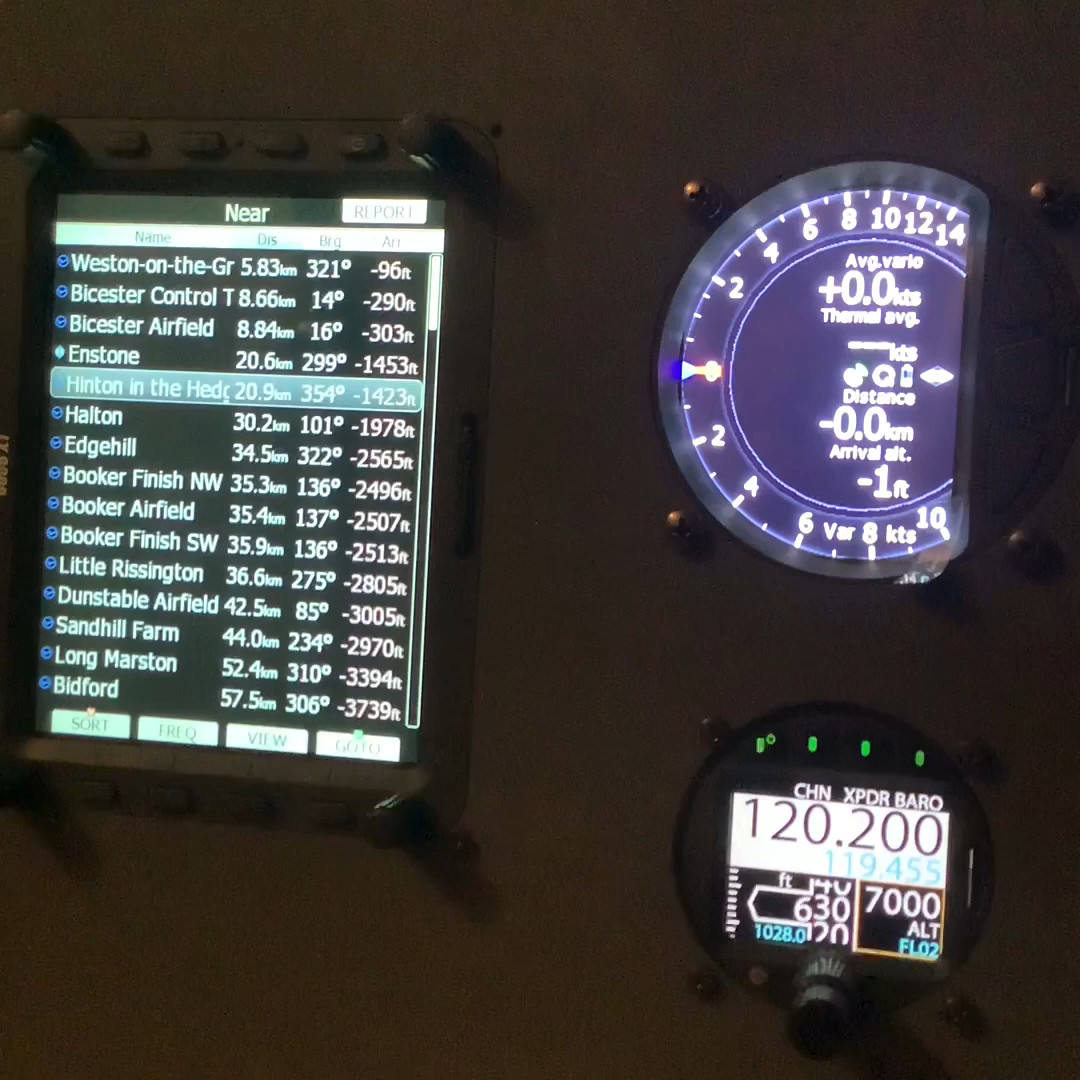 Near
REPORT
Name Dis Brg Arr
Weston-on-the-Gr 5.83km 321° -96ft
Bicester Control T 8.66km 14° -290ft
Bicester Airfield 8.84km 16° -303ft
Enstone 20.6km 299° -1453ft
Hinton in the Hedg 20.9km 354° -1423ft
Halton 30.2km 101° -1978ft
Edgehill 34.5km 322° -2565ft
Booker Finish NW 35.3km 136° -2496ft
Booker Airfield 35.4km 137° -2507ft
Booker Finish SW 35.9km 136° -2513ft
Little Rissington 36.6km 275° -2805ft
Dunstable Airfield 42.5km 85° -3005ft
Sandhill Farm 44.0km 234° -2970ft
Long Marston 52.4km 310° -3394ft
Bidford 57.5km 306° -3739ft
SORT FREQ VIEW GOTO
2 4 6 8 10 12 14
Avg.vario
+0.0kts
Thermal avg.
---kts
Distance
-0.0km
Arrival alt.
-1ft
2 4 6 Var 8 kts 10
CHN XPDR BARO
120.200
119.455
ft 140
630
120
1028.0
7000
ALT
FL02